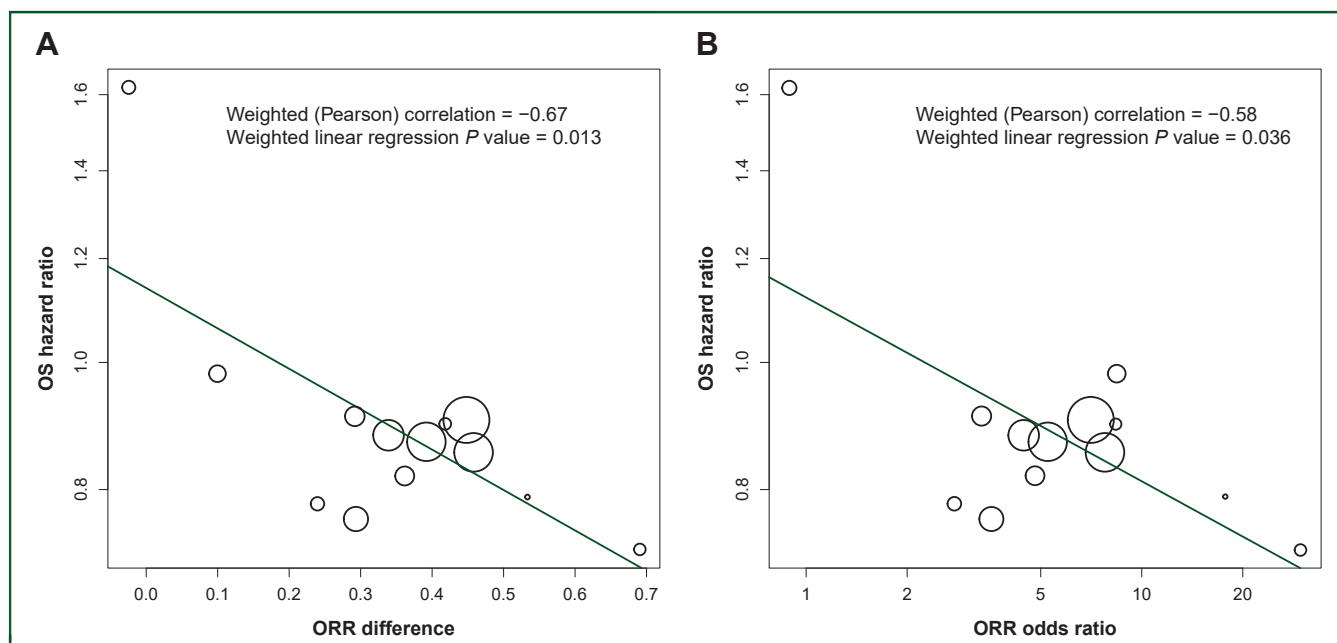 A
Weighted (Pearson) correlation = −0.67
Weighted linear regression P value = 0.013
OS hazard ratio
1.6
1.4
1.2
1.0
0.8
0.0 0.1 0.2 0.3 0.4 0.5 0.6 0.7
ORR difference
B
Weighted (Pearson) correlation = −0.58
Weighted linear regression P value = 0.036
OS hazard ratio
1.6
1.4
1.2
1.0
0.8
1 2 5 10 20
ORR odds ratio